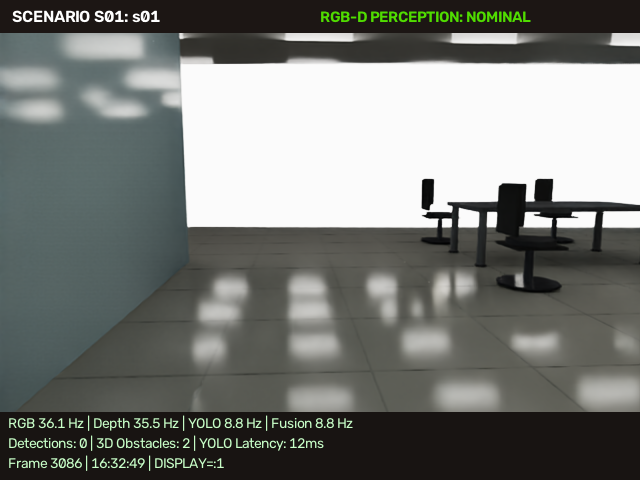 SCENARIO S01: s01
RGB-D PERCEPTION: NOMINAL
RGB 36.1 Hz | Depth 35.5 Hz | YOLO 8.8 Hz | Fusion 8.8 Hz
Detections: 0 | 3D Obstacles: 2 | YOLO Latency: 12ms
Frame 3086 | 16:32:49 | DISPLAY=:1